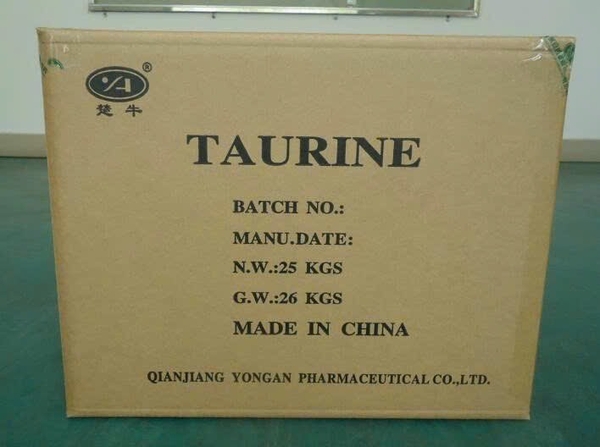 YA ®
楚牛
TAURINE
BATCH NO.:
MANU.DATE:
N.W.:25 KGS
G.W.:26 KGS
MADE IN CHINA
QIANJIANG YONGAN PHARMACEUTICAL CO.,LTD.